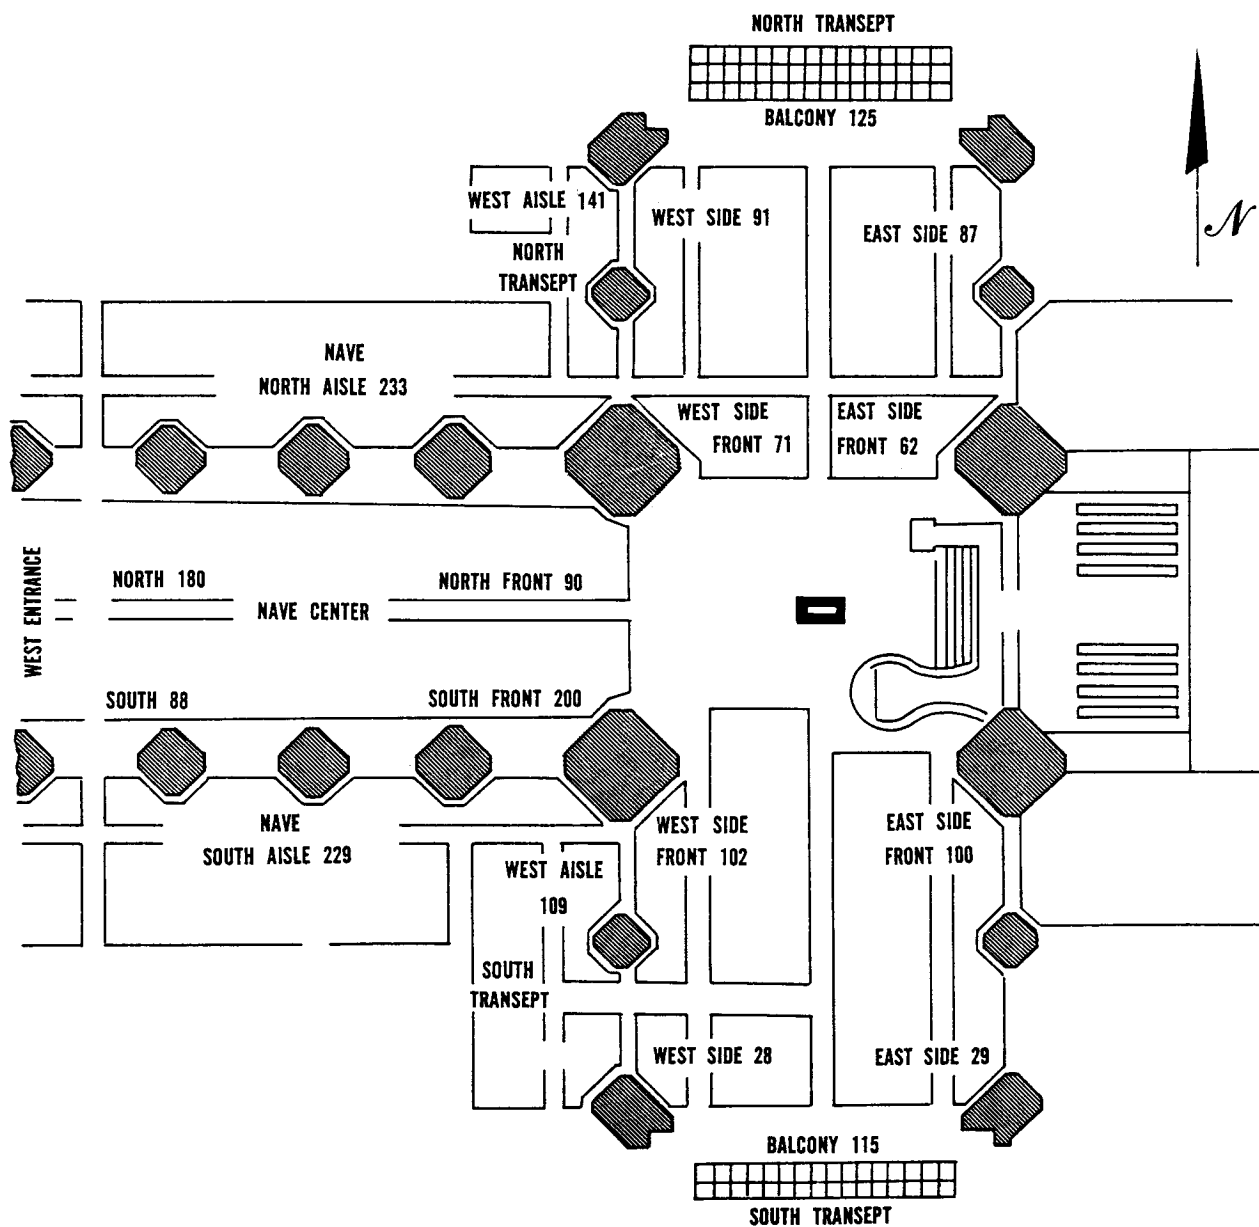 NORTH TRANSEPT
BALCONY 125
N
WEST AISLE 141
NORTH
TRANSEPT
WEST SIDE 91
EAST SIDE 87
NAVE
NORTH AISLE 233
WEST SIDE
FRONT 71
EAST SIDE
FRONT 62
WEST ENTRANCE
NORTH 180
NORTH FRONT 90
NAVE CENTER
SOUTH 88
SOUTH FRONT 200
NAVE
SOUTH AISLE 229
WEST SIDE
FRONT 102
EAST SIDE
FRONT 100
WEST AISLE
109
SOUTH
TRANSEPT
WEST SIDE 28
EAST SIDE 29
BALCONY 115
SOUTH TRANSEPT